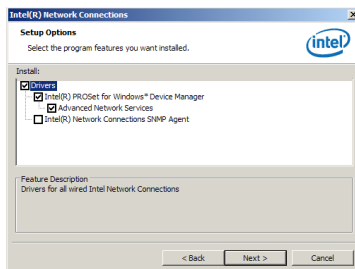 Intel(R) Network Connections
Setup Options
Select the program features you want installed.
intel
Install:
Drivers
Intel(R) PROSet for Windows* Device Manager
Advanced Network Services
Intel(R) Network Connections SNMP Agent
Feature Description
Drivers for all wired Intel Network Connections
< Back
Next >
Cancel